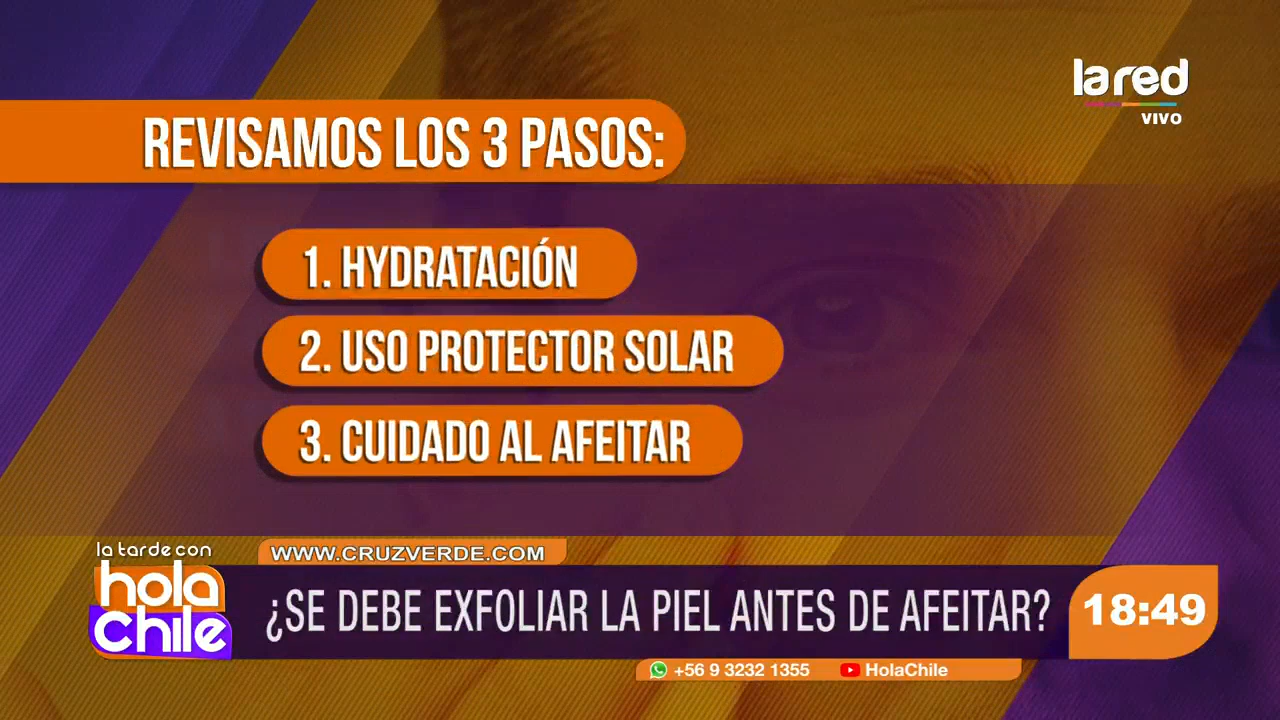 la red
VIVO
REVISAMOS LOS 3 PASOS:
1. HYDRATACIÓN
2. USO PROTECTOR SOLAR
3. CUIDADO AL AFEITAR
la tarde con
hola
chile
WWW.CRUZVERDE.COM
¿SE DEBE EXFOLIAR LA PIEL ANTES DE AFEITAR?
18:49
+56 9 3232 1355
HolaChile